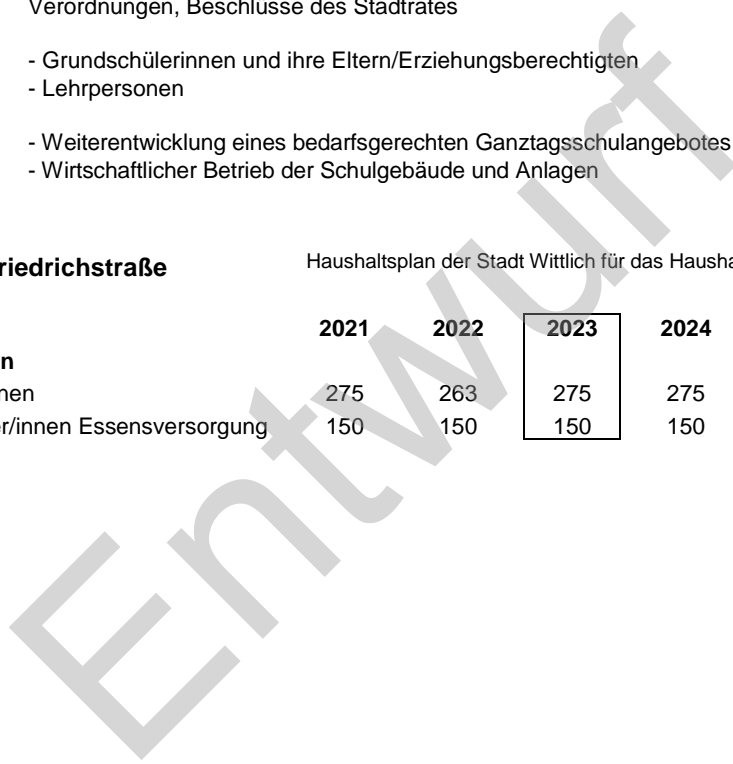 Verordnungen, Beschlüsse des Stadtrates
- Grundschülerinnen und ihre Eltern/Erziehungsberechtigten
- Lehrpersonen
- Weiterentwicklung eines bedarfsgerechten Ganztagsschulangebotes
- Wirtschaftlicher Betrieb der Schulgebäude und Anlagen
riedrichstraße Haushaltsplan der Stadt Wittlich für das Hausha
2021 2022 2023 2024
n
nen 275 263 275 275
er/innen Essensversorgung 150 150 150 150
Entwurf